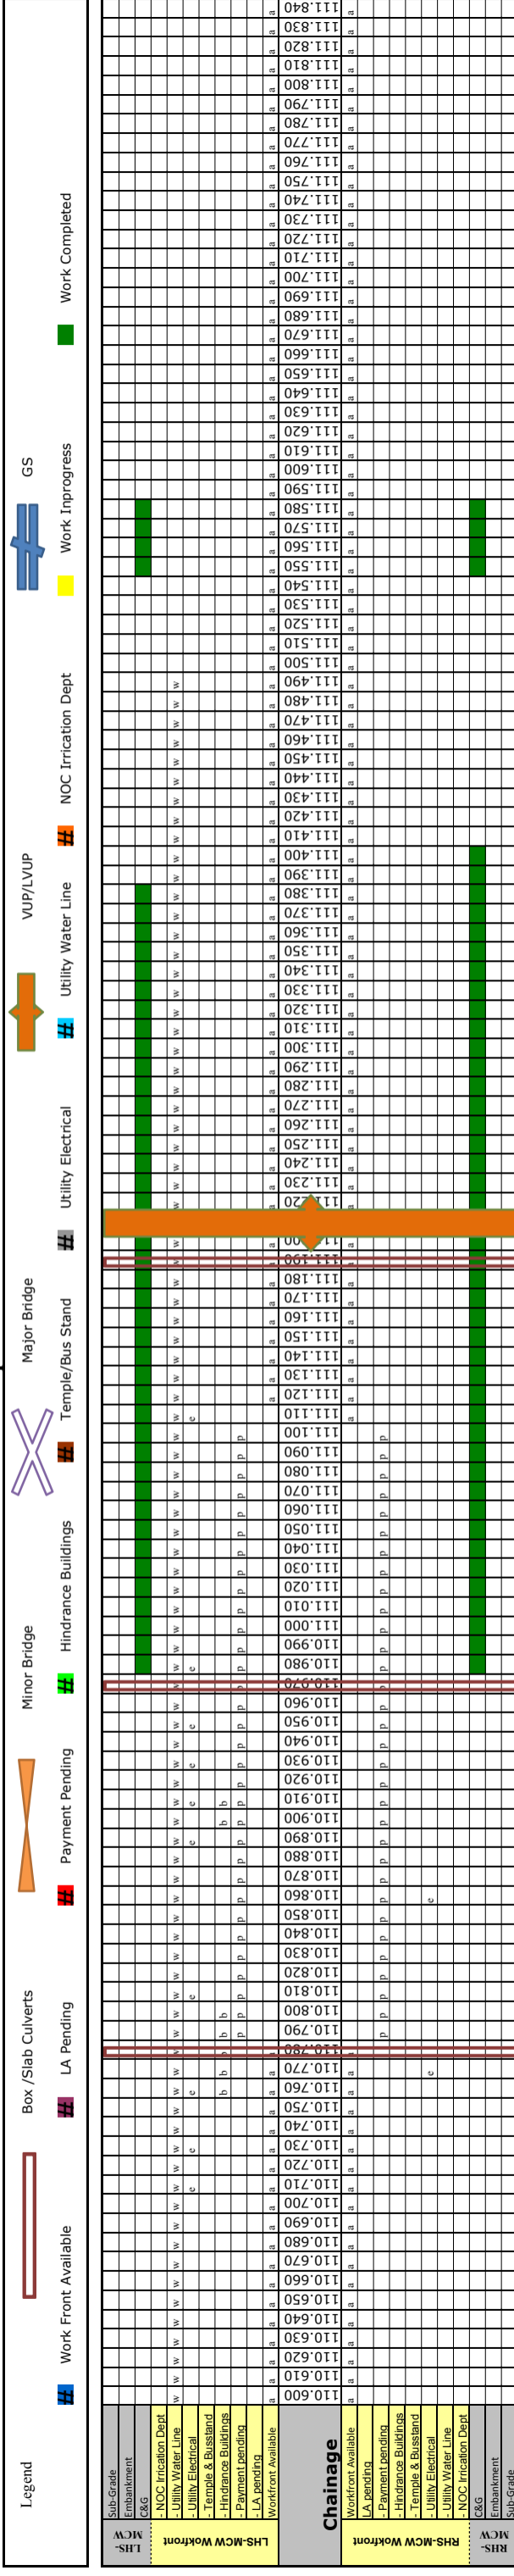 Legend
Box /Slab Culverts Minor Bridge Major Bridge VUP/LVUP GS
# Work Front Available # LA Pending # Payment Pending # Hindrance Buildings # Temple/Bus Stand # Utility Electrical # Utility Water Line # NOC Irrication Dept Work Inprogress Work Completed
LHS-MCW
Sub-Grade
Embankment
C&G
LHS-MCW Wokfront
- NOC Irrication Dept
- Utility Water Line w w w w w w w w w w w w w w w w w w w w w w w w w w w w w w w w w w w w w w w w w w w w w w w w w w w w w w w w w w w w w w w w w w w w w w w w w w w w w w w w w w w w w w w w w
- Utility Electrical e e e e e e e e e e
- Temple & Busstand
- Hindrance Buildings b b b b b b b
- Payment pending p p p p p p p p p p p p p p p p p p p p p p p p p p p p p p p p
- LA pending
Workfront Available a a a a a a a a a a a a a a a a a a a a a a a a a a a a a a a a a a a a a a a a a a a a a a a a a a a a a a a a a a a a a a a a a a a a a a a a a a a a a a a a a a a a a a a a a a a
Chainage 110.600 110.610 110.620 110.630 110.640 110.650 110.660 110.670 110.680 110.690 110.700 110.710 110.720 110.730 110.740 110.750 110.760 110.770 110.780 110.790 110.800 110.810 110.820 110.830 110.840 110.850 110.860 110.870 110.880 110.890 110.900 110.910 110.920 110.930 110.940 110.950 110.960 110.970 110.980 110.990 111.000 111.010 111.020 111.030 111.040 111.050 111.060 111.070 111.080 111.090 111.100 111.110 111.120 111.130 111.140 111.150 111.160 111.170 111.180 111.190 111.220 111.230 111.240 111.250 111.260 111.270 111.280 111.290 111.300 111.310 111.320 111.330 111.340 111.350 111.360 111.370 111.380 111.390 111.400 111.410 111.420 111.430 111.440 111.450 111.460 111.470 111.480 111.490 111.500 111.510 111.520 111.530 111.540 111.550 111.560 111.570 111.580 111.590 111.600 111.610 111.620 111.630 111.640 111.650 111.660 111.670 111.680 111.690 111.700 111.710 111.720 111.730 111.740 111.750 111.760 111.770 111.780 111.790 111.800 111.810 111.820 111.830 111.840
RHS-MCW Wokfront
Workfront Available a a a a a a a a a a a a a a a a a a a a a a a a a a a a a a a a a a a a a a a a a a a a a a a a a a a a a a a a a a a a a a a a a a a a a a a a a a a a a a a a a a a a a a a a a a a a
LA pending
- Payment pending p p p p p p p p p p p p p p p p p p p p p p p p p p p p p p p p
- Hindrance Buildings
- Temple & Busstand
- Utility Electrical e e
- Utility Water Line
NOC Irrication Dept
RHS-MCW
C&G
Embankment
Sub-Grade